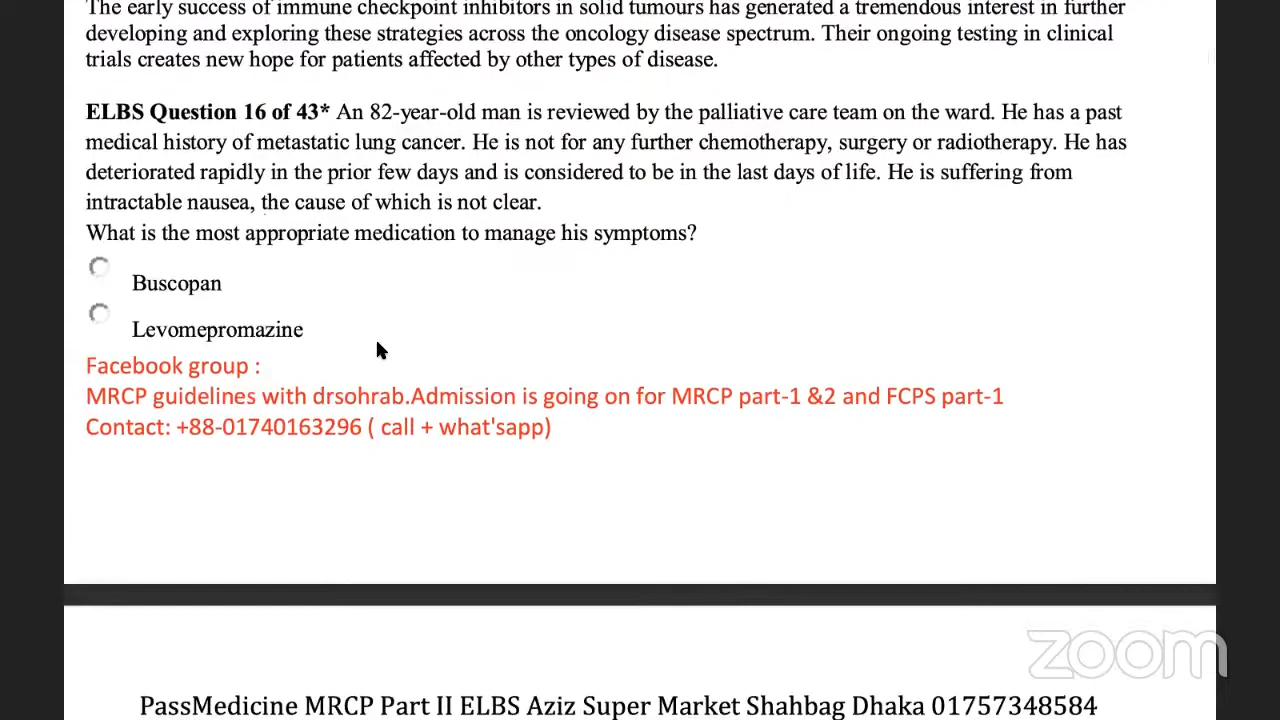 The early success of immune checkpoint inhibitors in solid tumours has generated a tremendous interest in further
developing and exploring these strategies across the oncology disease spectrum. Their ongoing testing in clinical
trials creates new hope for patients affected by other types of disease.
ELBS Question 16 of 43* An 82-year-old man is reviewed by the palliative care team on the ward. He has a past
medical history of metastatic lung cancer. He is not for any further chemotherapy, surgery or radiotherapy. He has
deteriorated rapidly in the prior few days and is considered to be in the last days of life. He is suffering from
intractable nausea, the cause of which is not clear.
What is the most appropriate medication to manage his symptoms?
Buscopan
Levomepromazine
Facebook group :
MRCP guidelines with drsohrab.Admission is going on for MRCP part-1 &2 and FCPS part-1
Contact: +88-01740163296 ( call + what'sapp)
zoom
PassMedicine MRCP Part II ELBS Aziz Super Market Shahbag Dhaka 01757348584